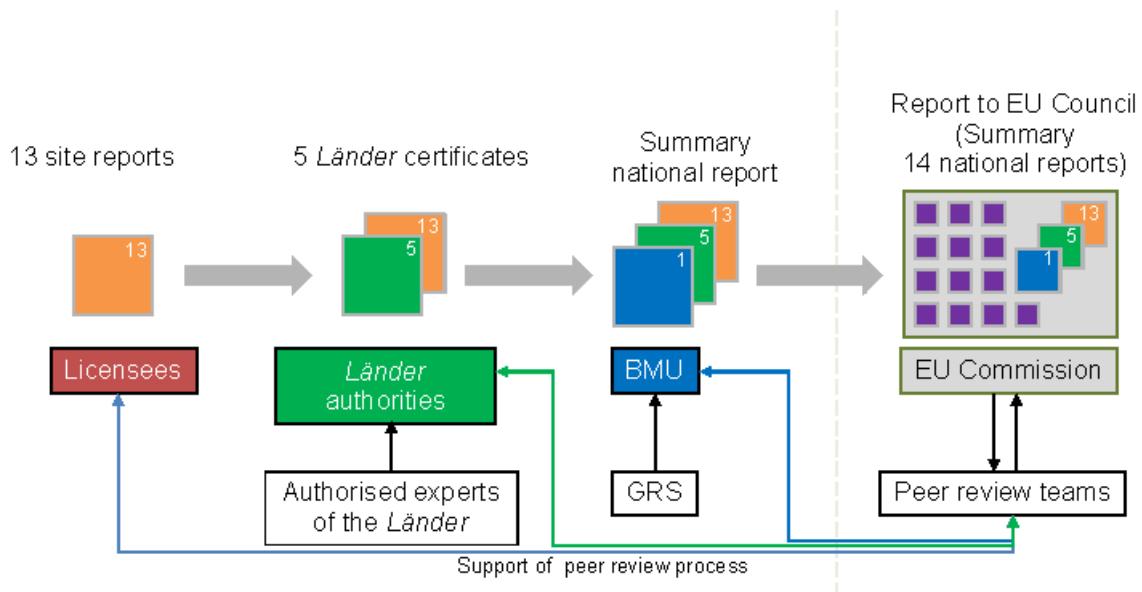 Report to EU Council
(Summary
14 national reports)
13 site reports
5 Länder certificates
Summary
national report
13
13
5
13
5
1
13
5
1
Licensees
Länder
authorities
BMU
EU Commission
Authorised experts
of the Länder
GRS
Peer review teams
Support of peer review process